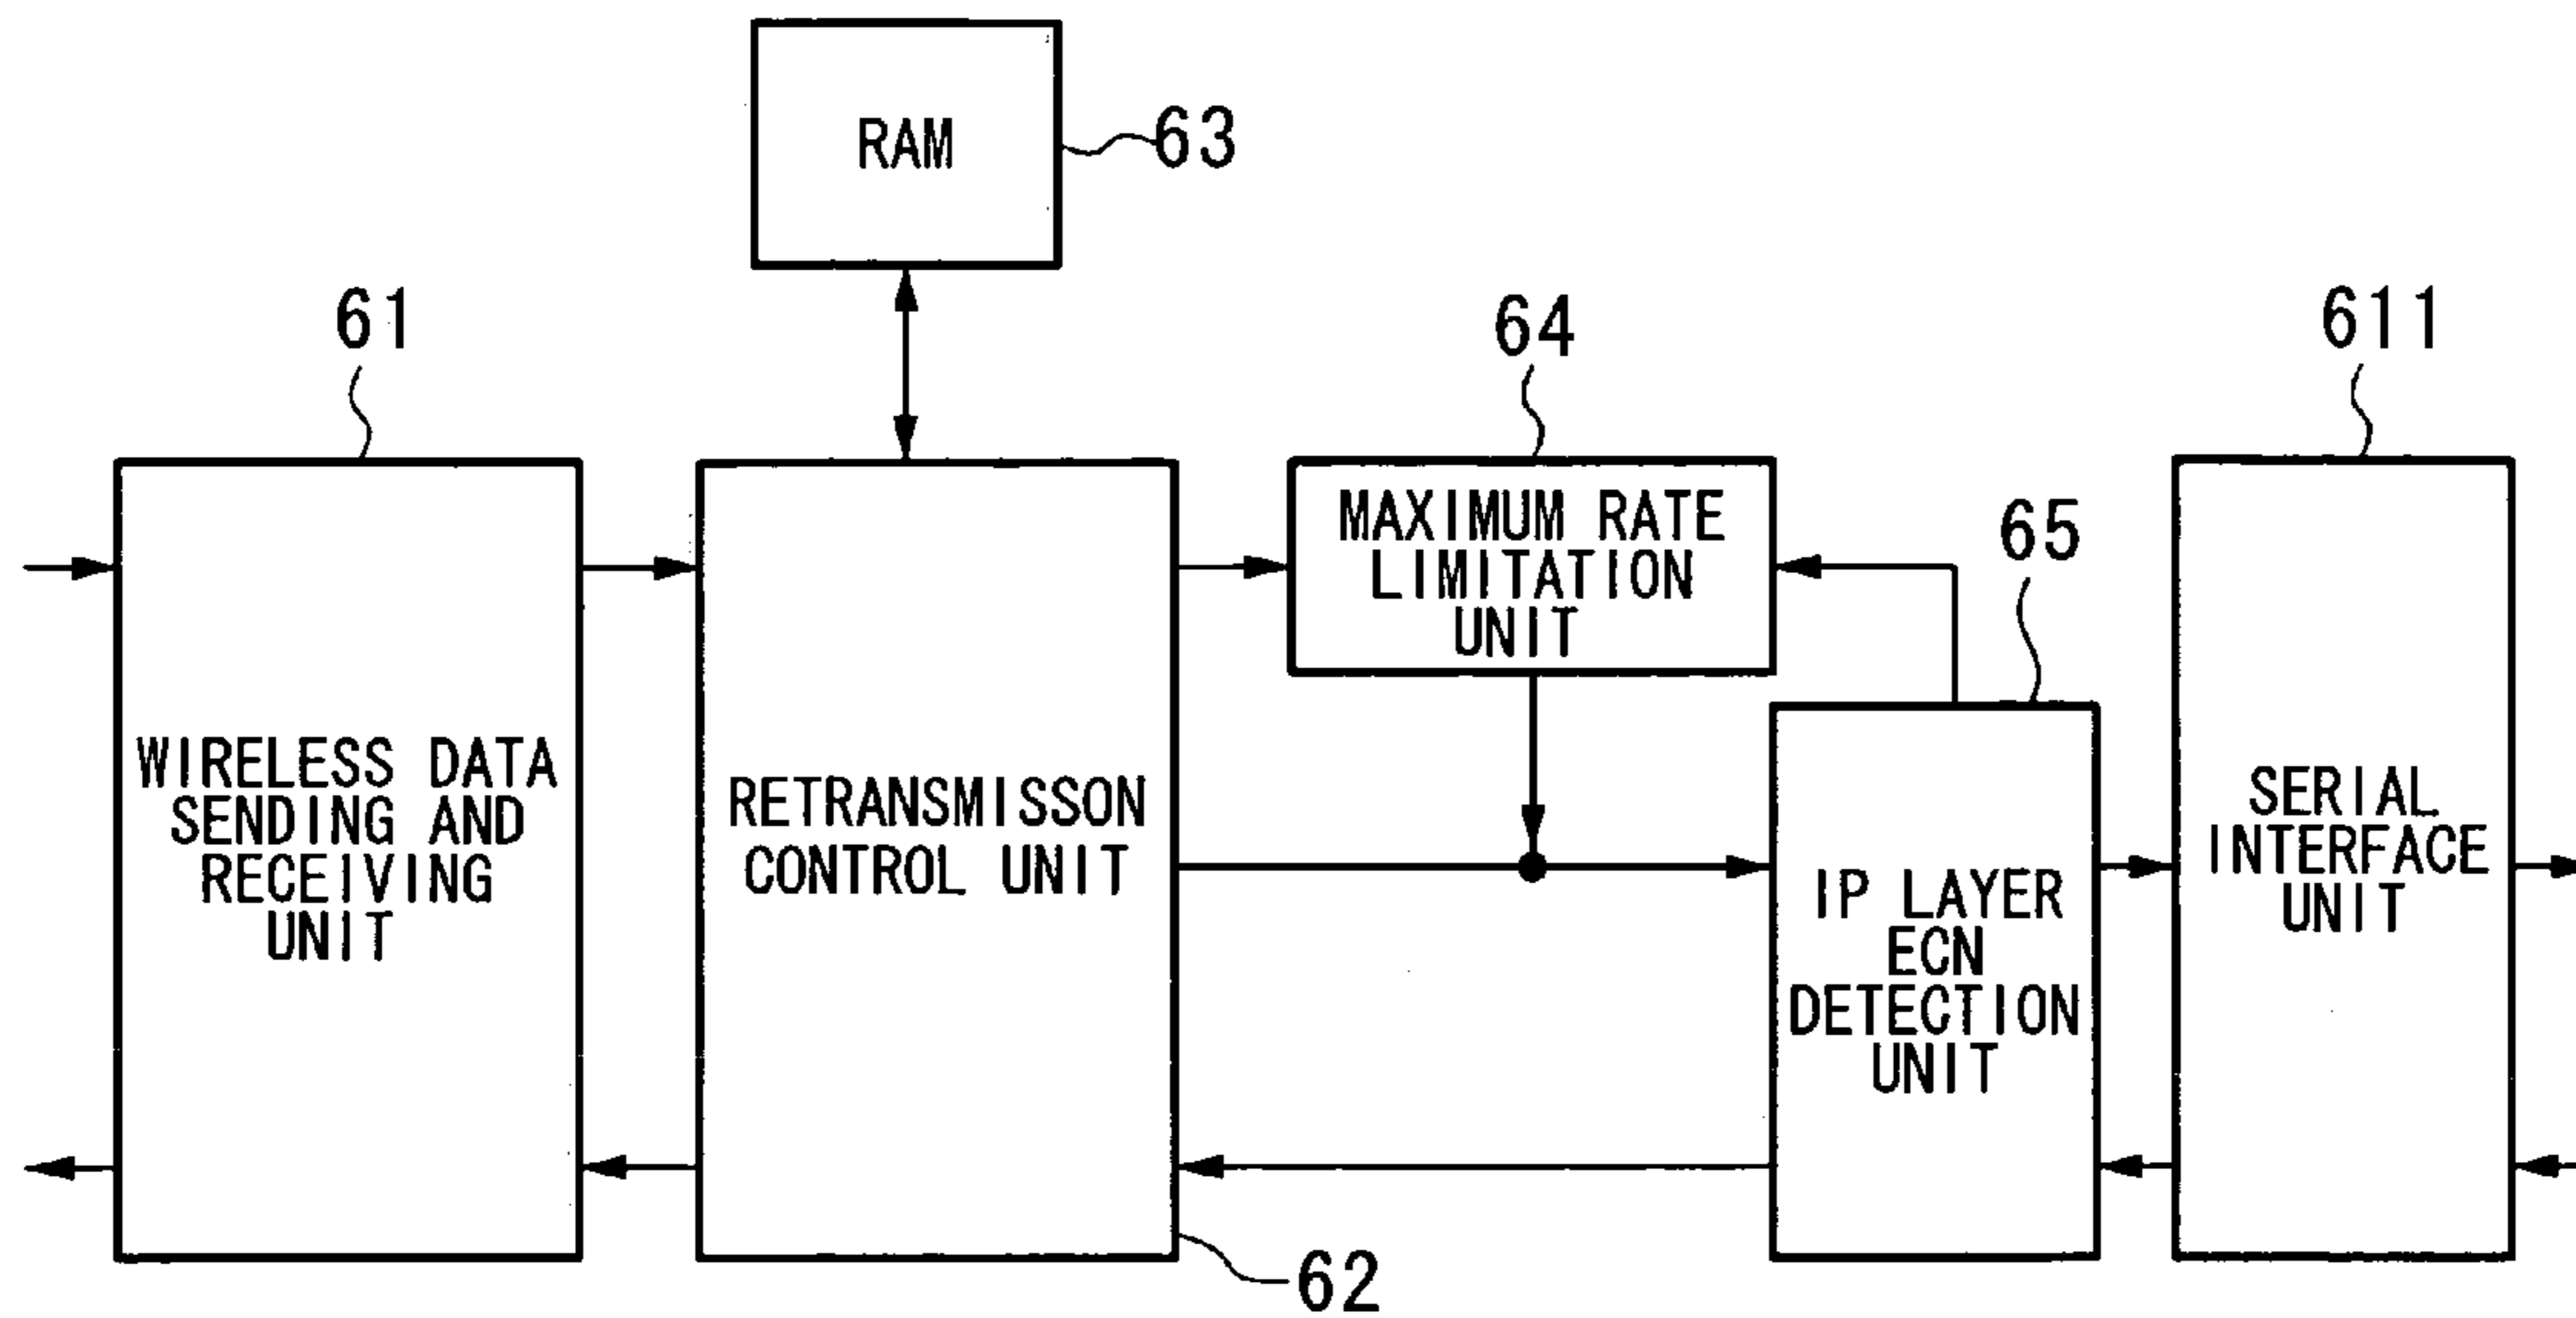 RAM
63
61
64
611
MAXIMUM RATE
LIMITATION
UNIT
65
WIRELESS DATA
SENDING AND
RECEIVING
UNIT
RETRANSMISSON
CONTROL UNIT
IP LAYER
ECN
DETECTION
UNIT
SERIAL
INTERFACE
UNIT
62